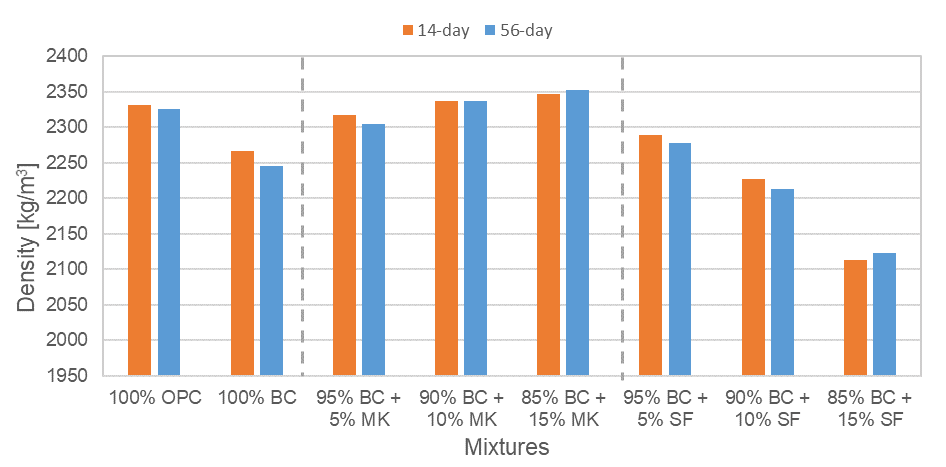 14-day 56-day
2400
2350
2300
2250
2200
2150
2100
2050
2000
1950
Density [kg/m³]
100% OPC 100% BC 95% BC + 90% BC + 85% BC + 95% BC + 90% BC + 85% BC +
5% MK 10% MK 15% MK 5% SF 10% SF 15% SF
Mixtures